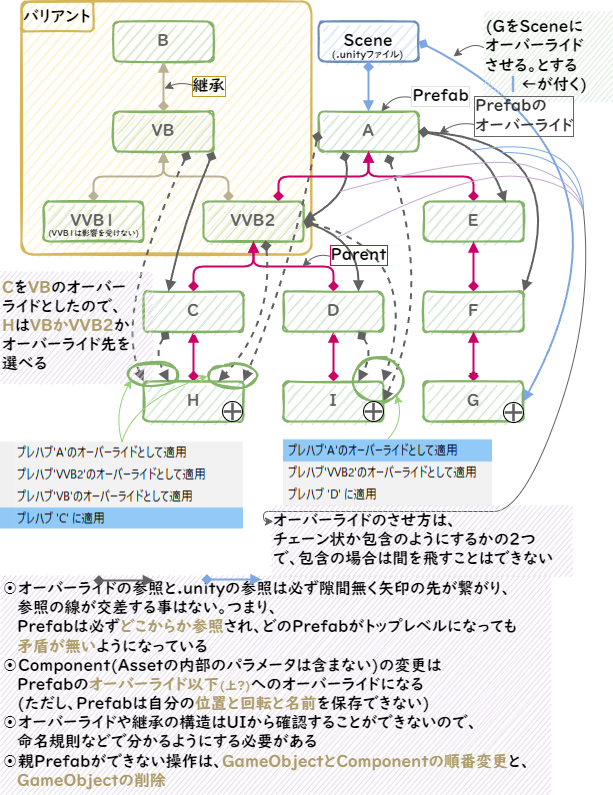 バリアント
B
Scene
(.unityファイル)
(GをSceneに
オーバーライド
させる。とする
｜←が付く)
継承
Prefab
Prefabの
オーバーライド
VB
A
VVB1
(VVB1は影響を受けない)
VVB2
E
Parent
CをVBのオーバー
ライドとしたので、
HはVBかVVB2か
オーバーライド先を
選べる
C
D
F
H
I
G
プレハブ'A'のオーバーライドとして適用
プレハブ'VVB2'のオーバーライドとして適用
プレハブ'VB'のオーバーライドとして適用
プレハブ 'C' に適用
プレハブ'A'のオーバーライドとして適用
プレハブ'VVB2'のオーバーライドとして適用
プレハブ 'D' に適用
オーバーライドのさせ方は、
チェーン状か包含のようにするかの2つ
で、包含の場合は間を飛すことはできない
⦿オーバーライドの参照と.unityの参照は必ず隙間無く矢印の先が繋がり、
参照の線が交差する事はない。つまり、
Prefabは必ずどこからか参照され、どのPrefabがトップレベルになっても
矛盾が無いようになっている
⦿Component(Assetの内部のパラメータは含まない)の変更は
Prefabのオーバーライド以下(上?)へのオーバーライドになる
(ただし、Prefabは自分の位置と回転と名前を保存できない)
⦿オーバーライドや継承の構造はUIから確認することができないので、
命名規則などで分かるようにする必要がある
⦿親Prefabができない操作は、GameObjectとComponentの順番変更と、
GameObjectの削除